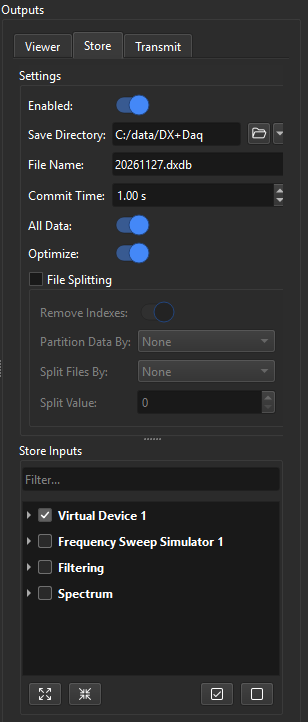 Outputs
Viewer Store Transmit
Settings
Enabled:
Save Directory: C:/data/DX+Daq
File Name: 20261127.dxdb
Commit Time: 1.00 s
All Data:
Optimize:
File Splitting
Remove Indexes:
Partition Data By: None
Split Files By: None
Split Value: 0
Store Inputs
Filter...
Virtual Device 1
Frequency Sweep Simulator 1
Filtering
Spectrum